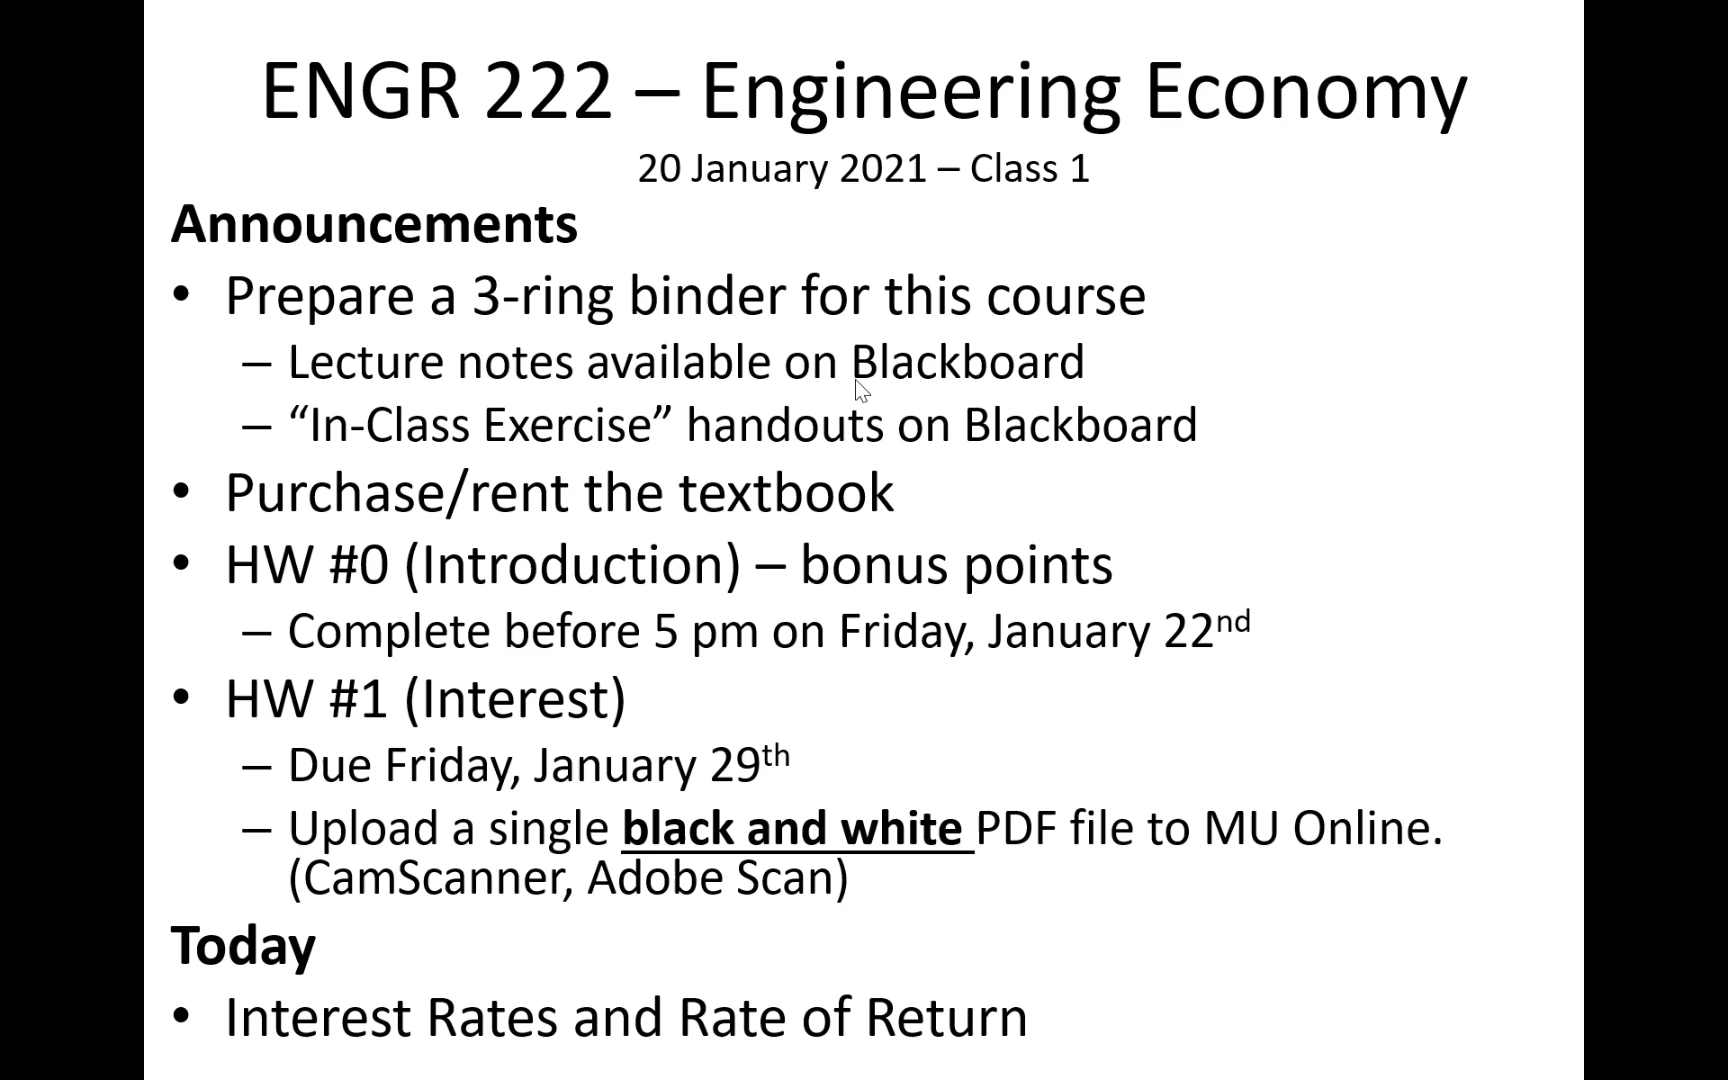 ENGR 222 – Engineering Economy
20 January 2021 – Class 1
Announcements
• Prepare a 3-ring binder for this course
– Lecture notes available on Blackboard
– “In-Class Exercise” handouts on Blackboard
• Purchase/rent the textbook
• HW #0 (Introduction) – bonus points
– Complete before 5 pm on Friday, January 22nd
• HW #1 (Interest)
– Due Friday, January 29th
– Upload a single black and white PDF file to MU Online.
(CamScanner, Adobe Scan)
Today
• Interest Rates and Rate of Return